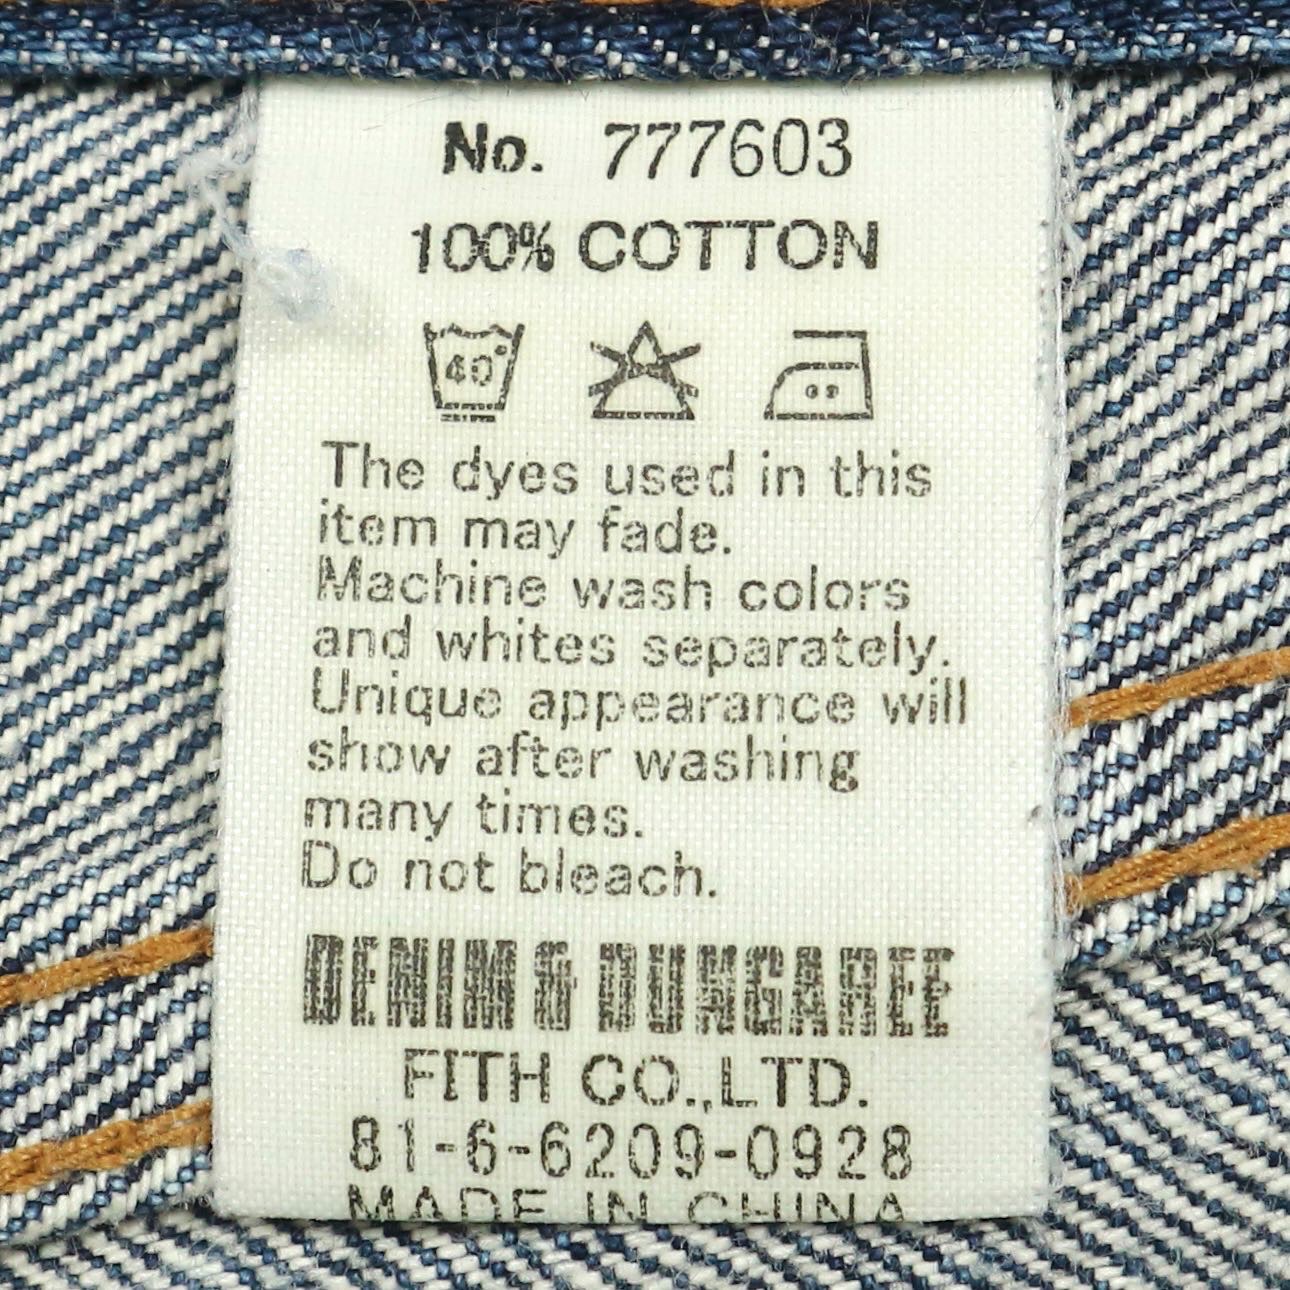 No. 777603
100% COTTON
40°
The dyes used in this
item may fade.
Machine wash colors
and whites separately.
Unique appearance will
show after washing
many times.
Do not bleach.
DENIM & DUNGAREE
FITH CO.,LTD.
81-6-6209-0928
MADE IN CHINA